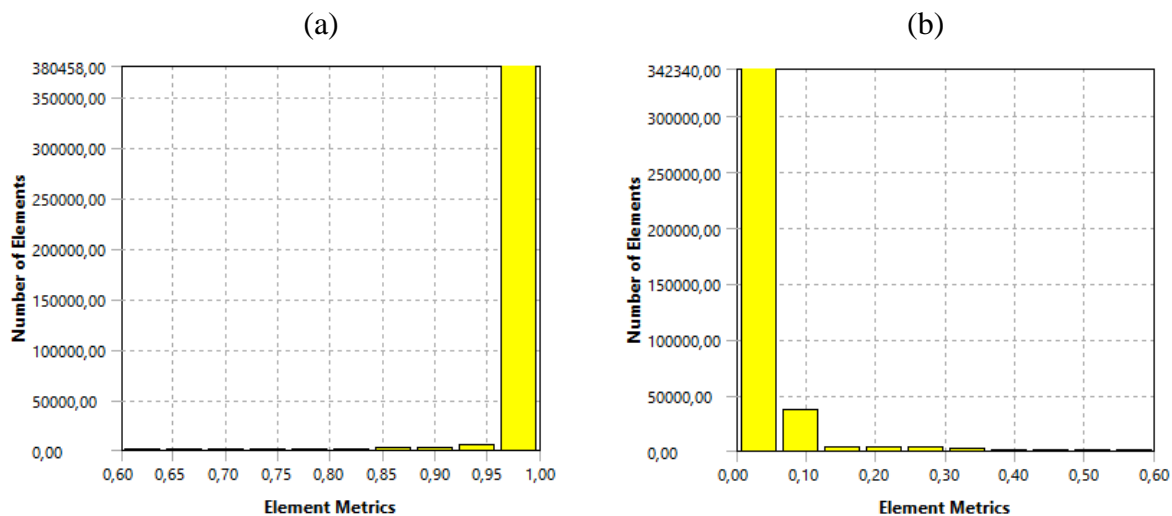 (a)
380458,00
350000,00
300000,00
250000,00
200000,00
150000,00
100000,00
50000,00
0,00
Number of Elements
0,60 0,65 0,70 0,75 0,80 0,85 0,90 0,95 1,00
Element Metrics
(b)
342340,00
300000,00
250000,00
200000,00
150000,00
100000,00
50000,00
0,00
Number of Elements
0,00 0,10 0,20 0,30 0,40 0,50 0,60
Element Metrics